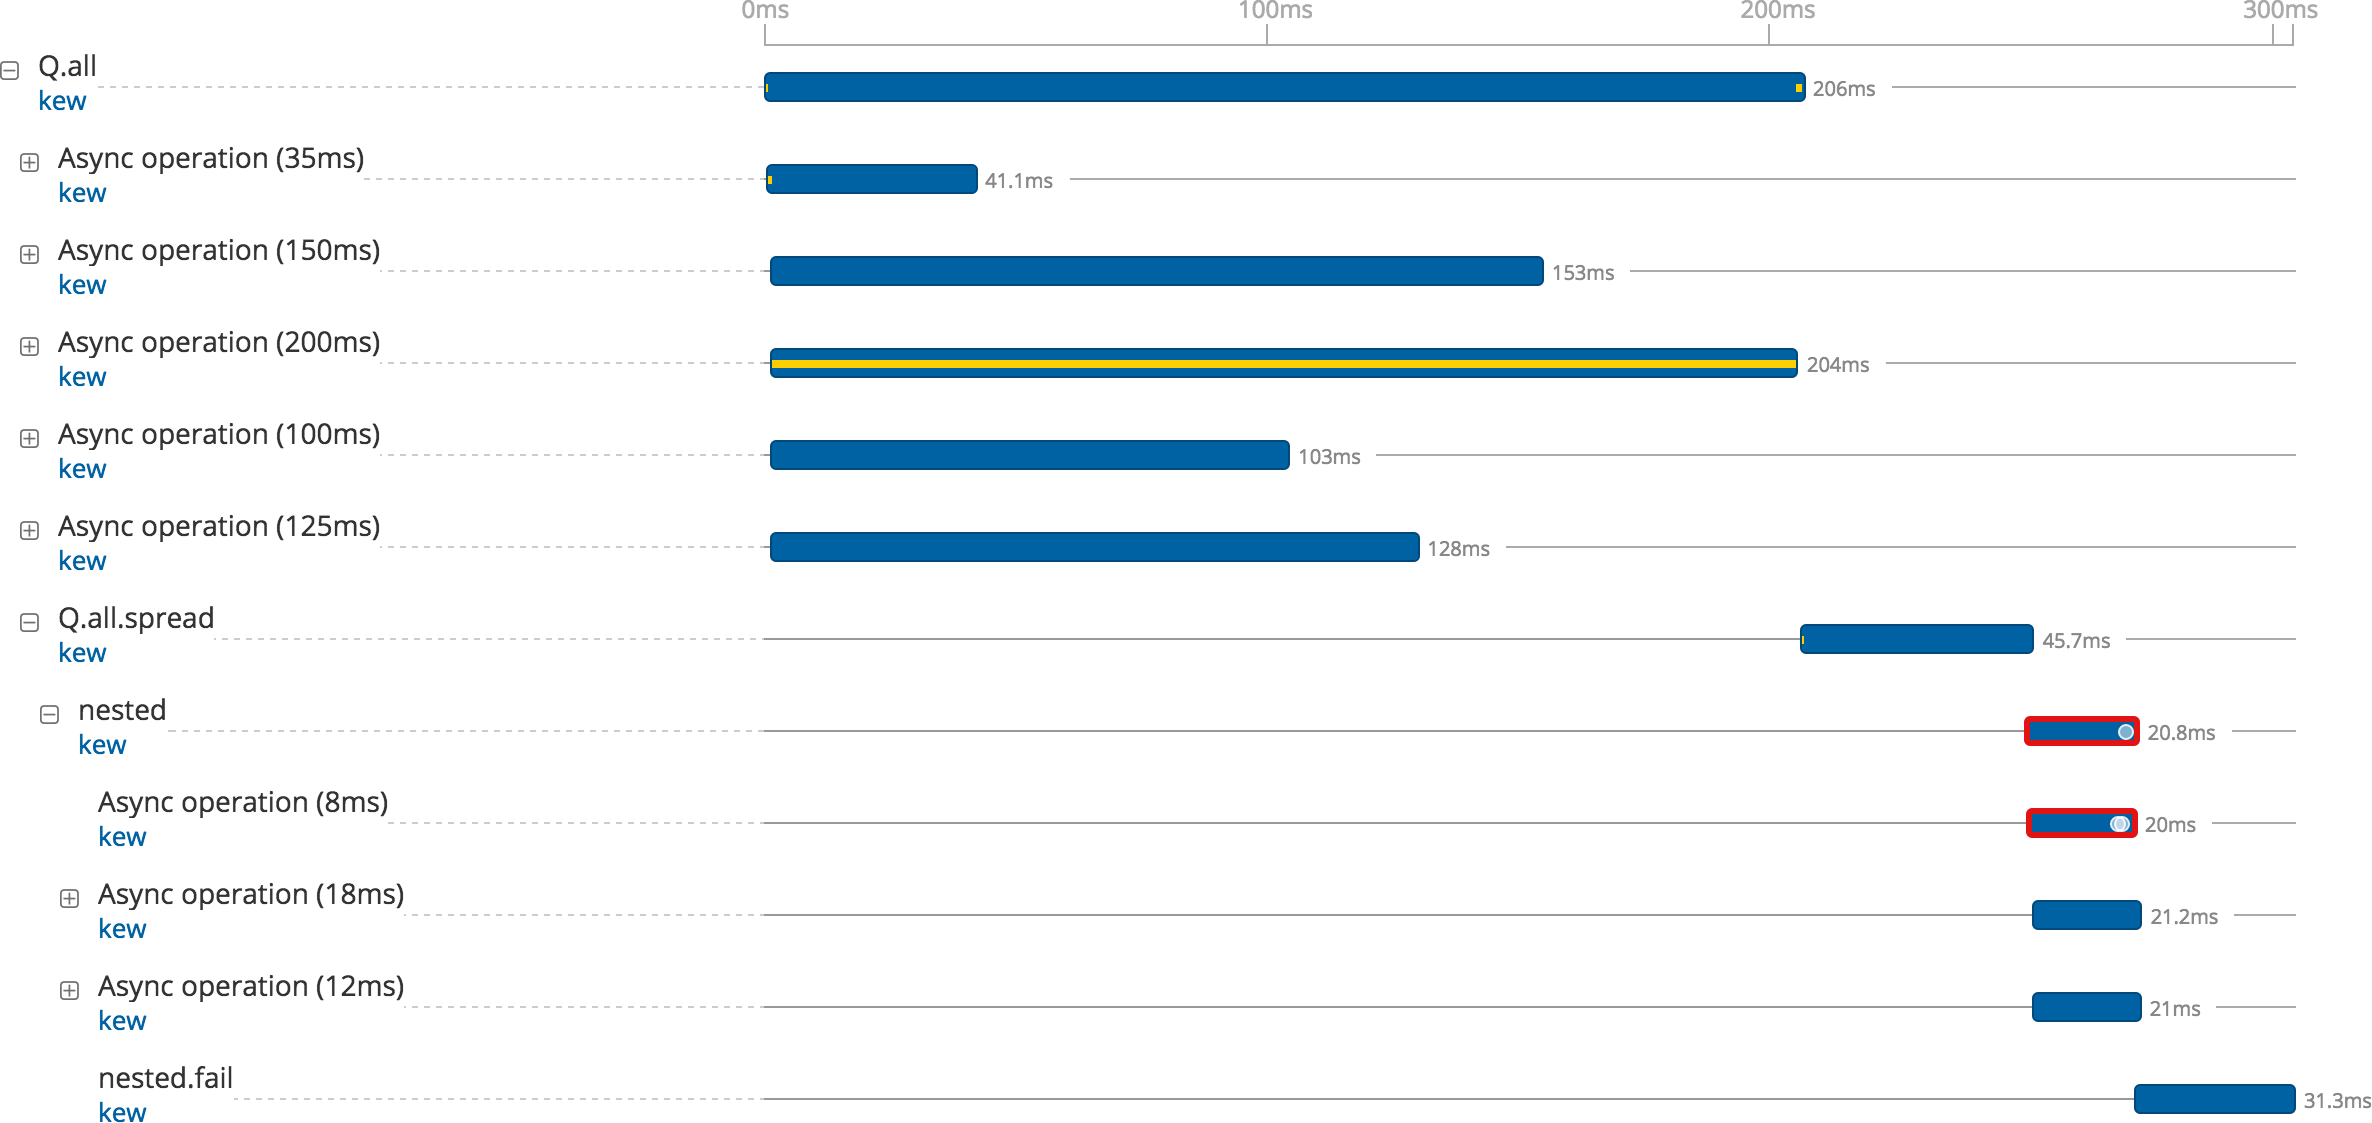 0ms 100ms 200ms 300ms
Q.all
kew
206ms
Async operation (35ms)
kew
41.1ms
Async operation (150ms)
kew
153ms
Async operation (200ms)
kew
204ms
Async operation (100ms)
kew
103ms
Async operation (125ms)
kew
128ms
Q.all.spread
kew
45.7ms
nested
kew
20.8ms
Async operation (8ms)
kew
20ms
Async operation (18ms)
kew
21.2ms
Async operation (12ms)
kew
21ms
nested.fail
kew
31.3ms